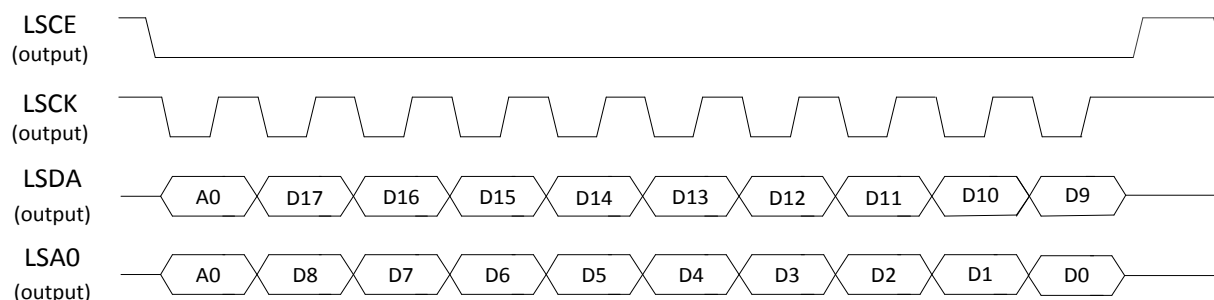 LSCE
(output)
LSCK
(output)
LSDA
(output)
A0 D17 D16 D15 D14 D13 D12 D11 D10 D9
LSA0
(output)
A0 D8 D7 D6 D5 D4 D3 D2 D1 D0